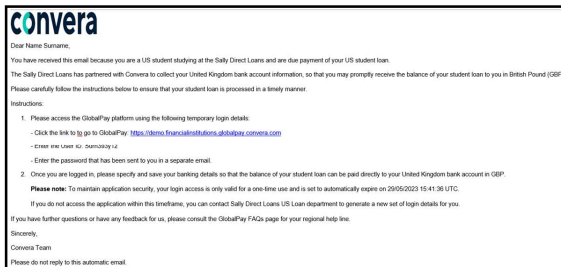 convera
Dear Name Surname,
You have received this email because you are a US student studying at the Sally Direct Loans and are due payment of your US student loan.
The Sally Direct Loans has partnered with Convera to collect your United Kingdom bank account information, so that you may promptly receive the balance of your student loan to you in British Pound (GBP
Please carefully follow the instructions below to ensure that your student loan is processed in a timely manner.
Instructions:
1. Please access the GlobalPay platform using the following temporary login details:
- Click the link to to go to GlobalPay: https://demo.financialinstitutions.globalpay.convera.com
- Enter the User ID:
- Enter the password that has been sent to you in a separate email.
2. Once you are logged in, please specify and save your banking details so that the balance of your student loan can be paid directly to your United Kingdom bank account in GBP.
Please note: To maintain application security, your login access is only valid for a one-time use and is set to automatically expire on 29/05/2023 15:41:36 UTC.
If you do not access the application within this timeframe, you can contact Sally Direct Loans US Loan department to generate a new set of login details for you.
If you have further questions or have any feedback for us, please consult the GlobalPay FAQs page for your regional help line.
Sincerely,
Convera Team
Please do not reply to this automatic email.